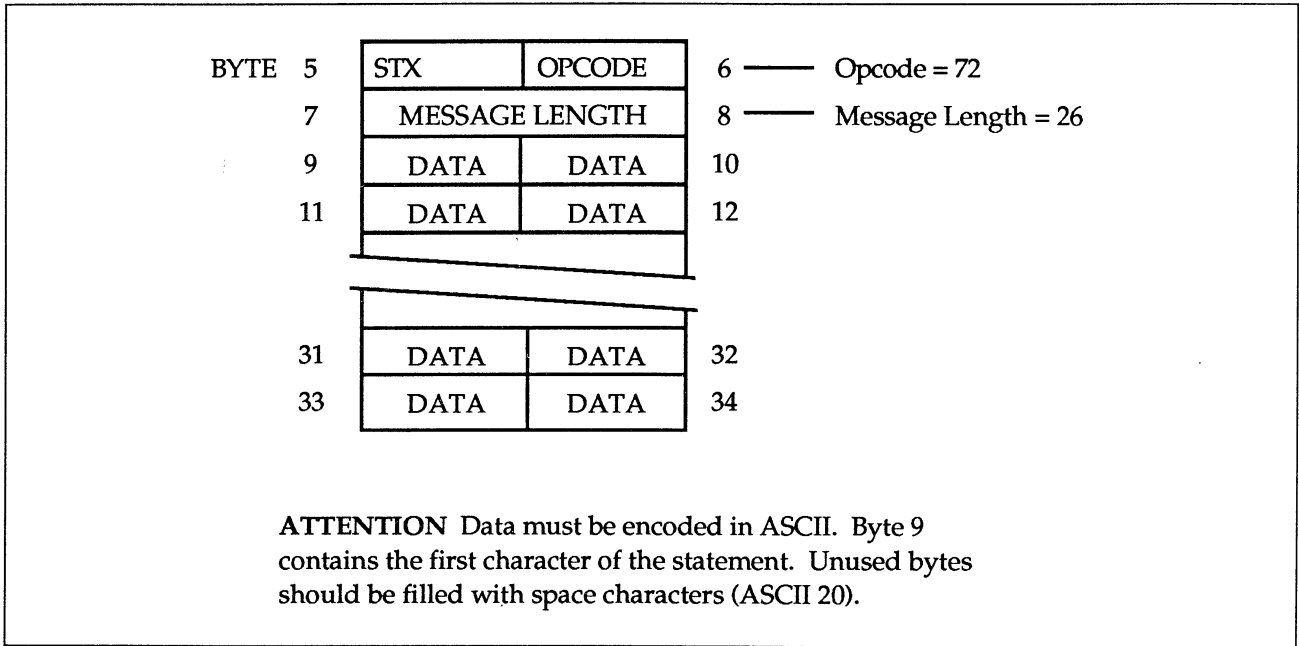 BYTE 5 STX OPCODE 6 Opcode = 72
7 MESSAGE LENGTH 8 Message Length = 26
9 DATA DATA 10
11 DATA DATA 12
31 DATA DATA 32
33 DATA DATA 34
ATTENTION Data must be encoded in ASCII. Byte 9
contains the first character of the statement. Unused bytes
should be filled with space characters (ASCII 20).